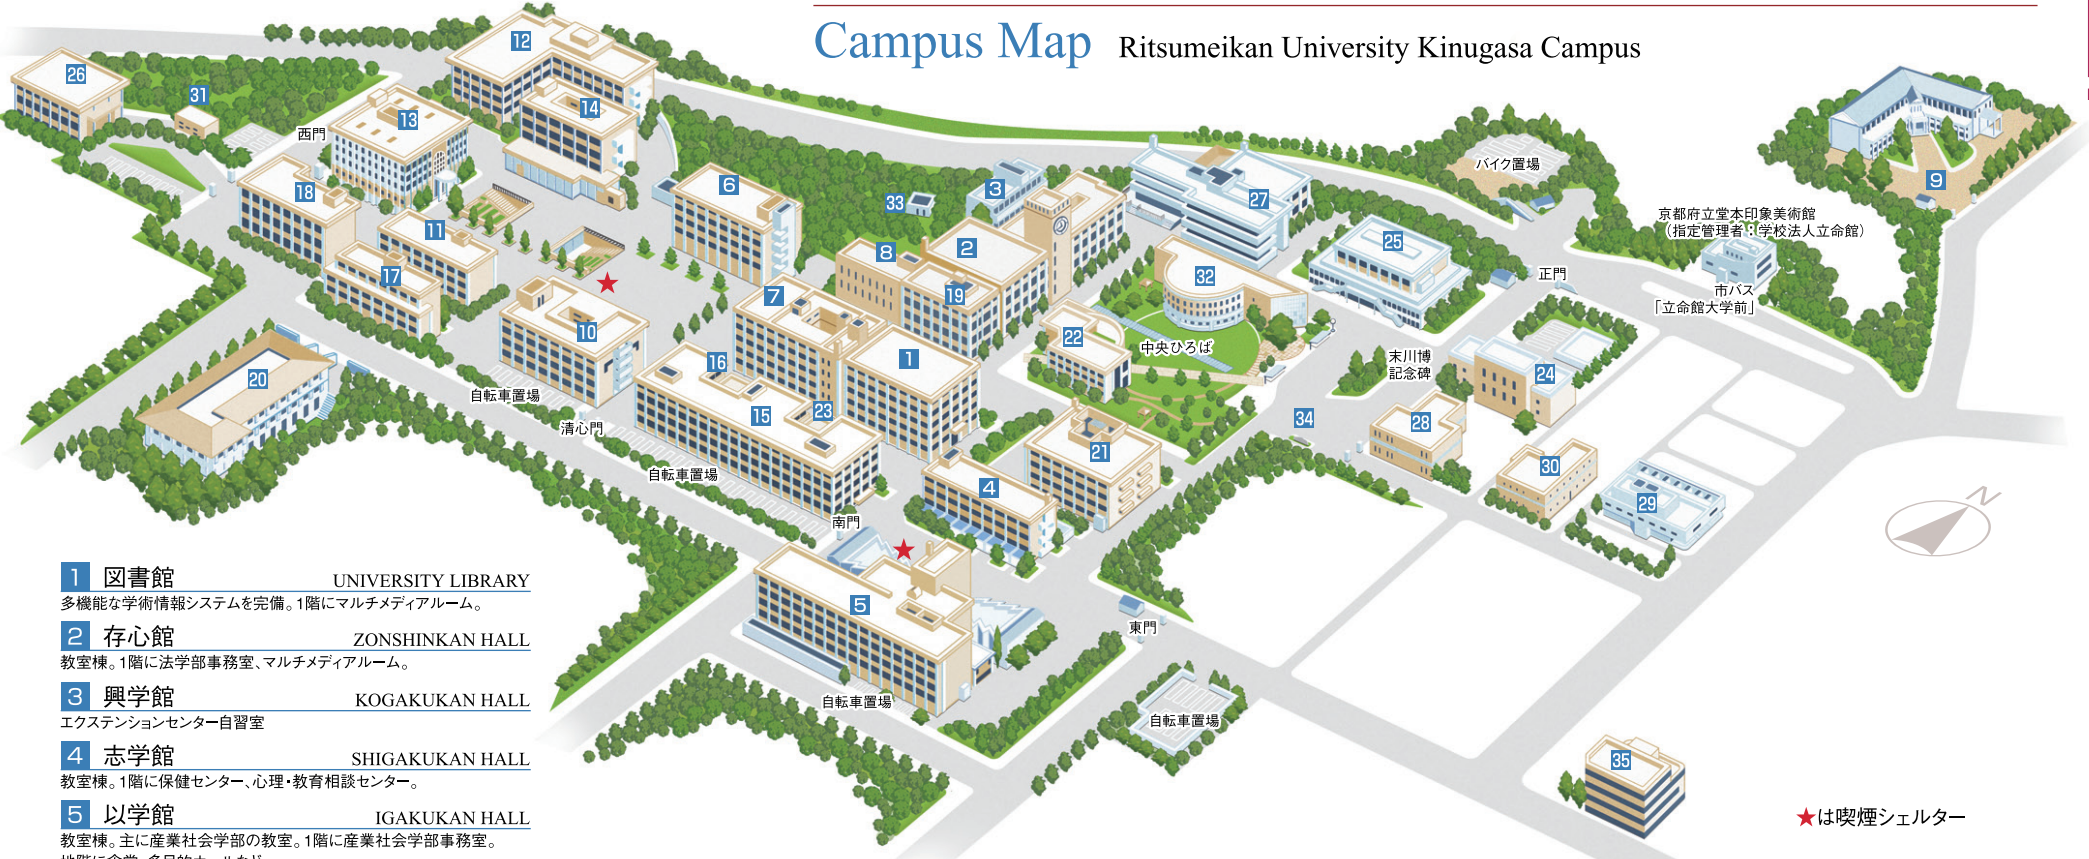 Campus Map Ritsumeikan University Kinugasa Campus
12
26
31
14
13
西門
バイク置場
6
27
9
18
3
33
京都府立堂本印象美術館
(指定管理者:学校法人立命館)
11
25
8
2
17
32
正門
19
7
市バス
「立命館大学前」
10
22
中央ひろば
末川博
記念碑
16
1
24
20
自転車置場
15
23
34
28
清心門
21
30
自転車置場
4
29
南門
5
東門
自転車置場
自転車置場
35
N
★は喫煙シェルター
1 図書館 UNIVERSITY LIBRARY
多機能な学術情報システムを完備。1階にマルチメディアルーム。
2 存心館 ZONSHINKAN HALL
教室棟。1階に法学部事務室、マルチメディアルーム。
3 興学館 KOGAKUKAN HALL
エクステンションセンター自習室
4 志学館 SHIGAKUKAN HALL
教室棟。1階に保健センター、心理・教育相談センター。
5 以学館 IGAKUKAN HALL
教室棟。主に産業社会学部の教室。1階に産業社会学部事務室。